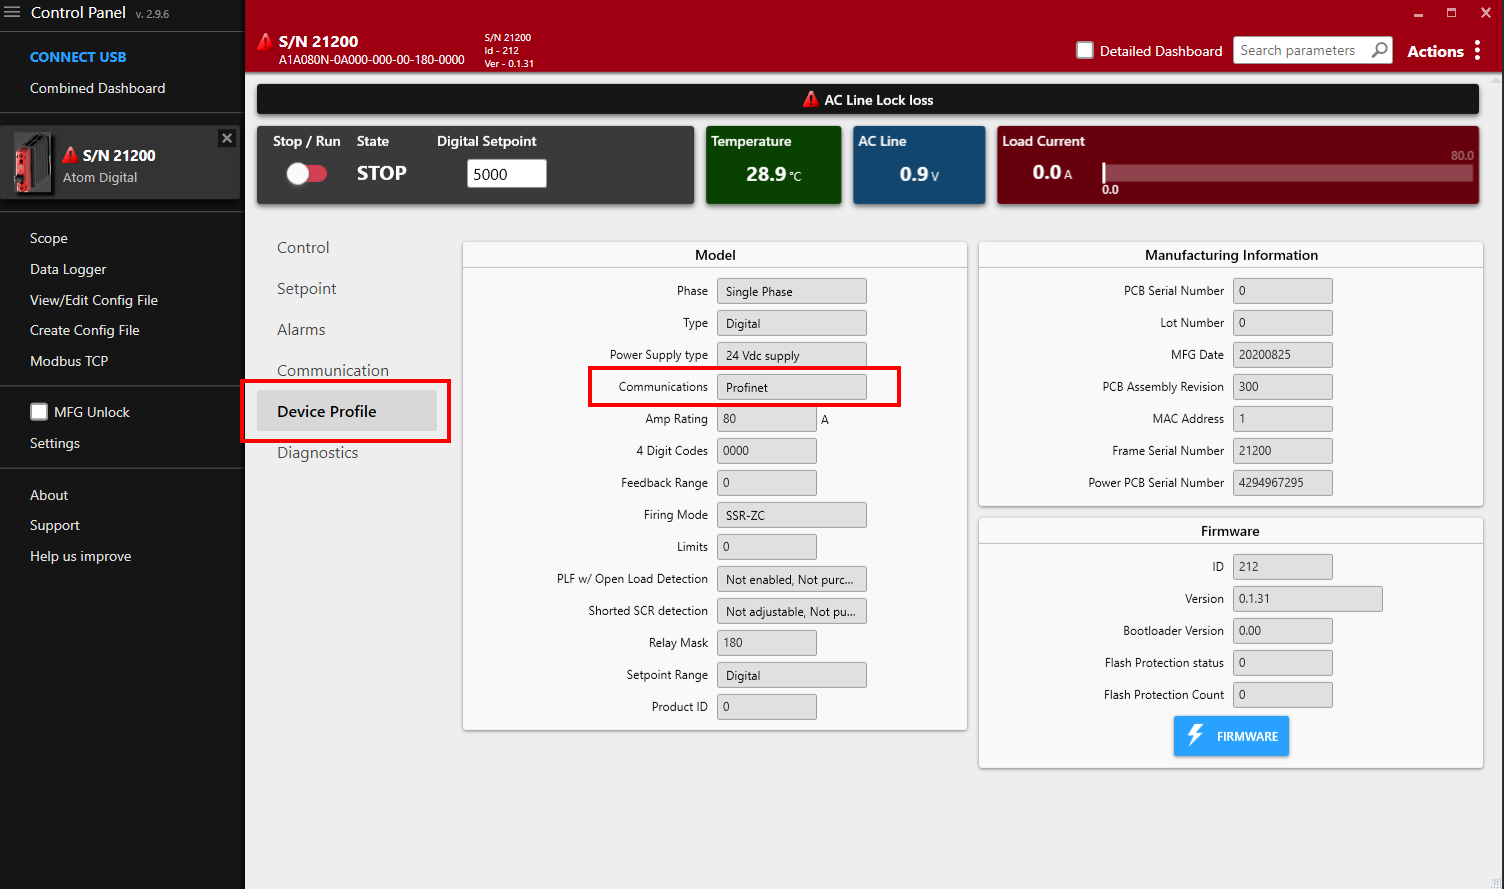 Control Panel v. 2.9.6
CONNECT USB
Combined Dashboard
S/N 21200
Atom Digital
Scope
Data Logger
View/Edit Config File
Create Config File
Modbus TCP
MFG Unlock
Settings
About
Support
Help us improve
S/N 21200
A1A080N-0A000-000-00-180-0000
S/N 21200
Id - 212
Ver - 0.1.31
Detailed Dashboard
Search parameters
Actions
AC Line Lock loss
Stop / Run State Digital Setpoint
STOP 5000
Temperature
28.9 °C
AC Line
0.9 V
Load Current
0.0 A
80.0
0.0
Control
Setpoint
Alarms
Communication
Device Profile
Diagnostics
Model
Phase Single Phase
Type Digital
Power Supply type 24 Vdc supply
Communications Profinet
Amp Rating 80 A
4 Digit Codes 0000
Feedback Range 0
Firing Mode SSR-ZC
Limits 0
PLF w/ Open Load Detection Not enabled, Not purc...
Shorted SCR detection Not adjustable, Not pu...
Relay Mask 180
Setpoint Range Digital
Product ID 0
Manufacturing Information
PCB Serial Number 0
Lot Number 0
MFG Date 20200825
PCB Assembly Revision 300
MAC Address 1
Frame Serial Number 21200
Power PCB Serial Number 4294967295
Firmware
ID 212
Version 0.1.31
Bootloader Version 0.00
Flash Protection status 0
Flash Protection Count 0
FIRMWARE